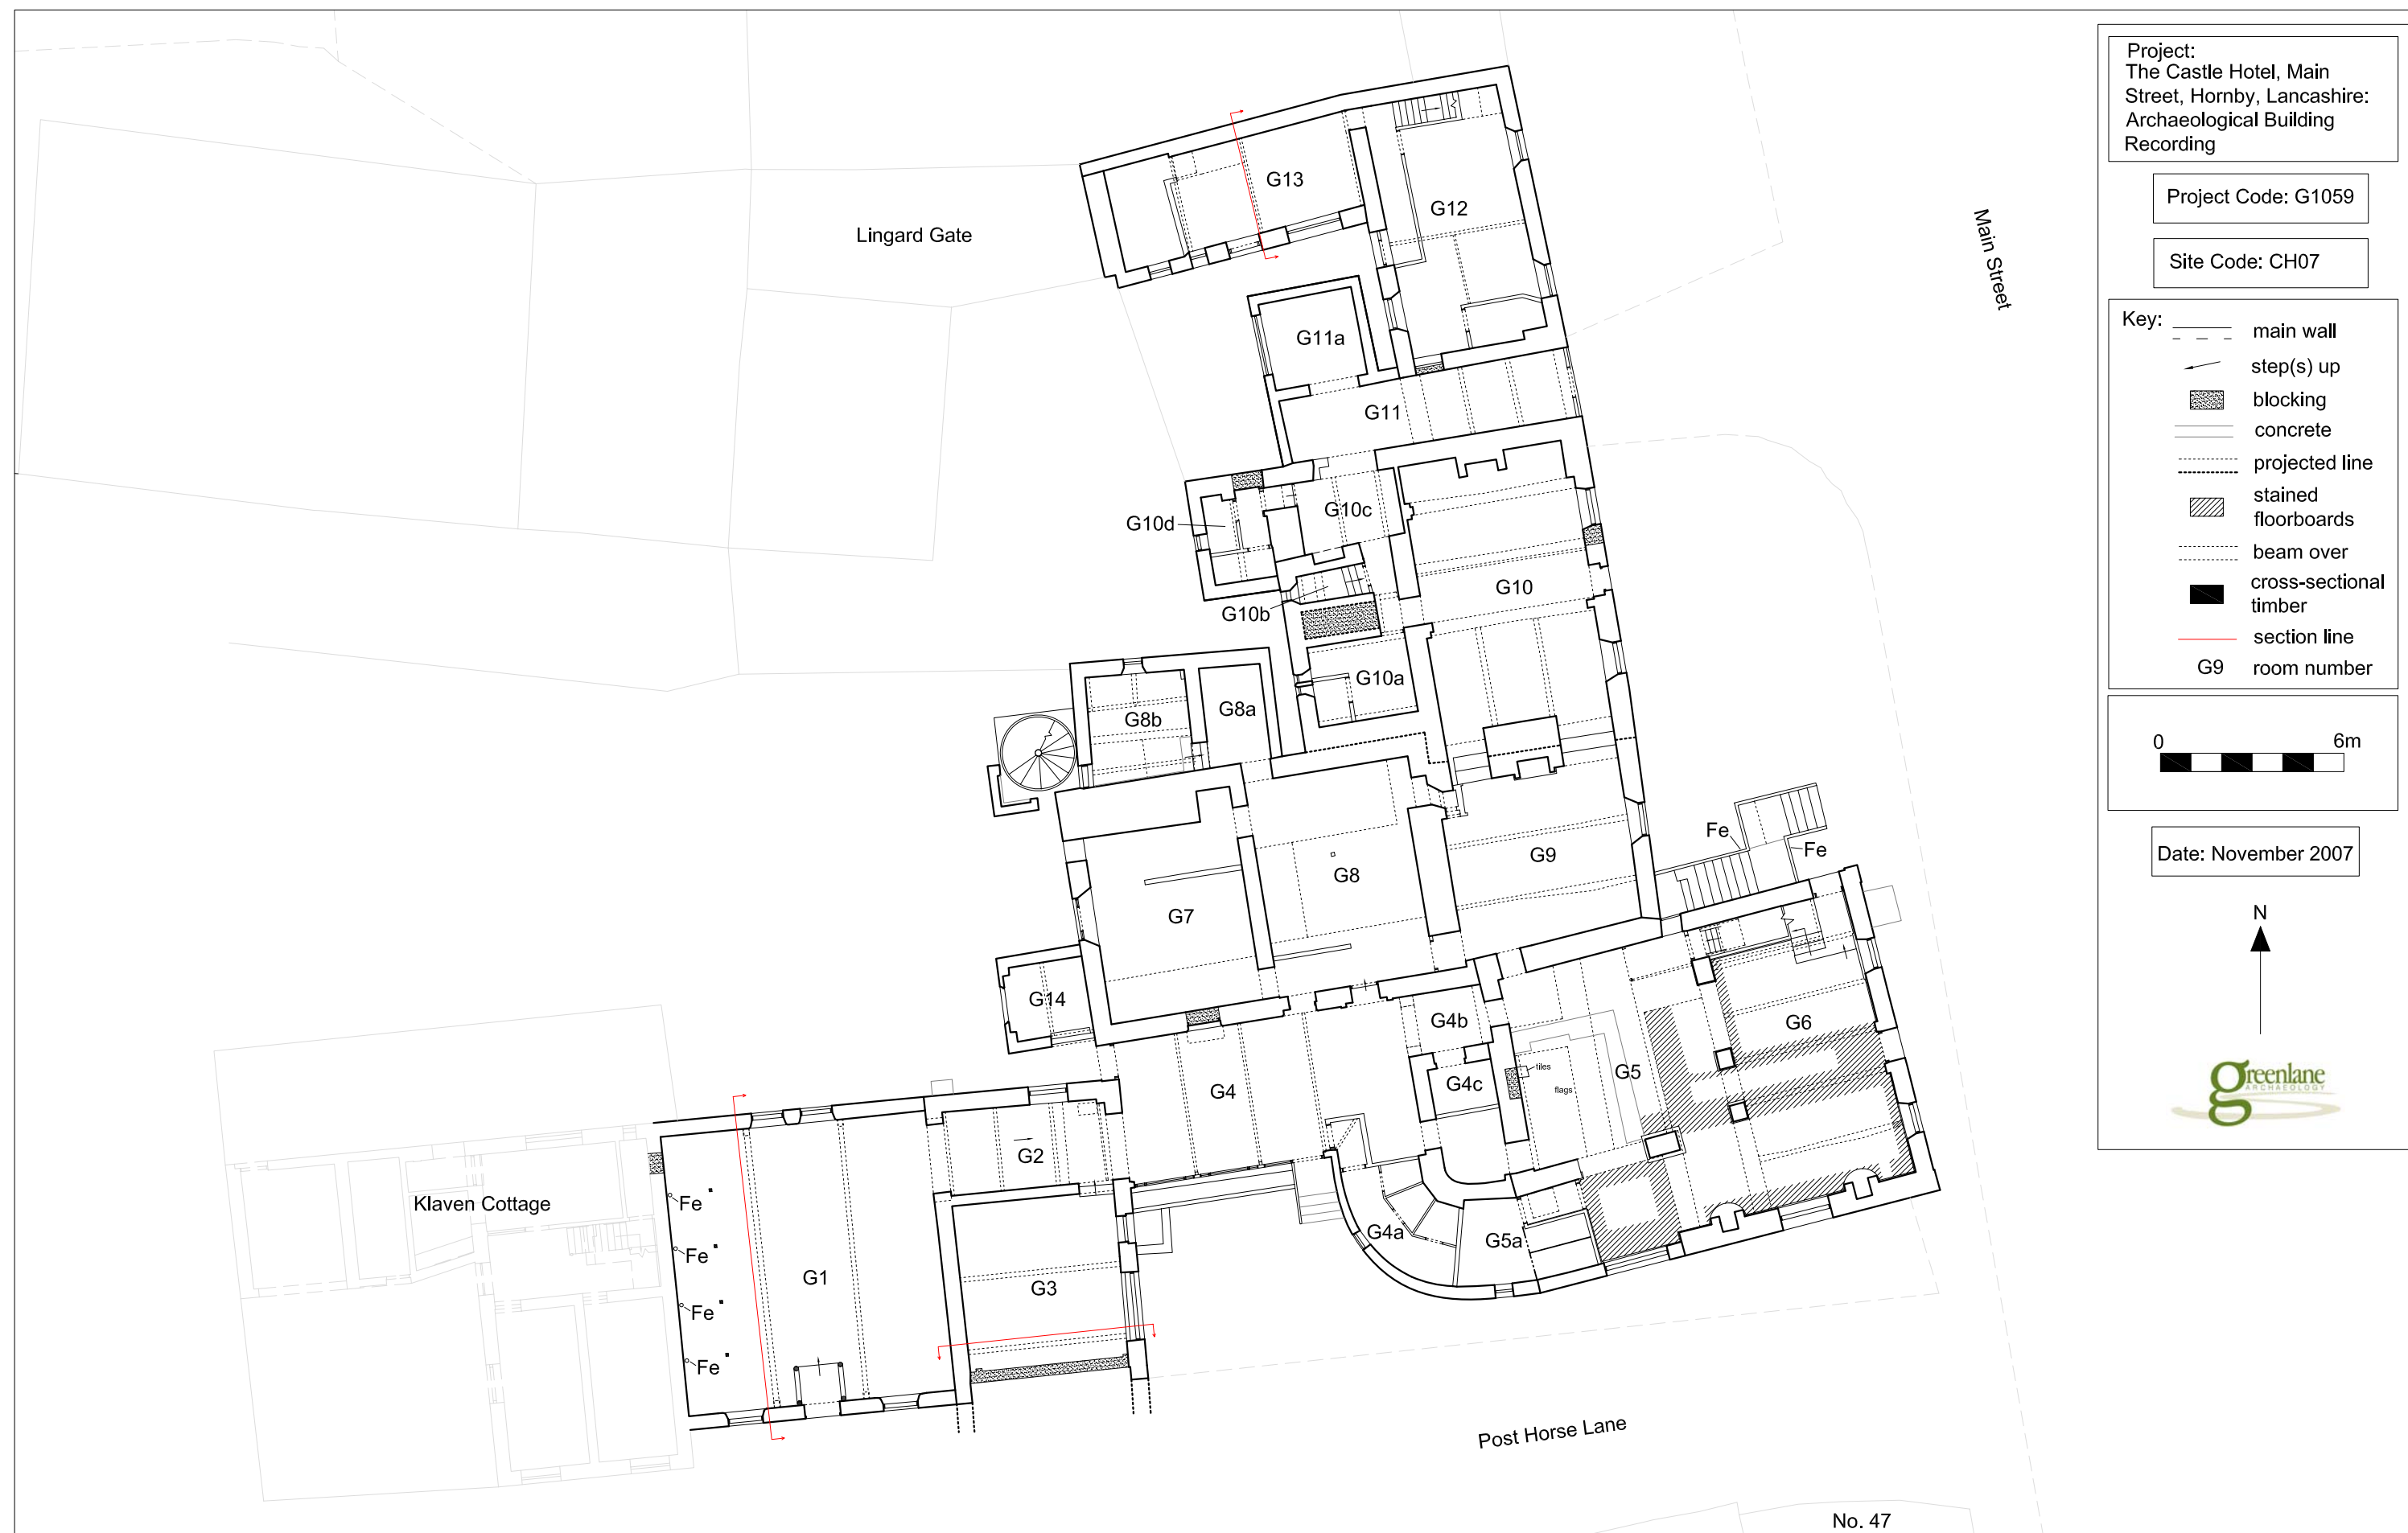 Project:
The Castle Hotel, Main
Street, Hornby, Lancashire:
Archaeological Building
Recording
Project Code: G1059
Site Code: CH07
Key:
main wall
step(s) up
blocking
concrete
projected line
stained
floorboards
beam over
cross-sectional
timber
section line
G9 room number
0 6m
Date: November 2007
N
greenlane
ARCHAEOLOGY
Lingard Gate
Main Street
G13
G12
G11a
G11
G10d
G10c
G10b
G10
G10a
G8b
G8a
Fe
Fe
G9
G8
G7
G14
G4b
G6
G4
G4c
tiles
flags
G5
G2
Klaven Cottage
Fe
Fe
Fe
Fe
G1
G3
G4a
G5a
Post Horse Lane
No. 47